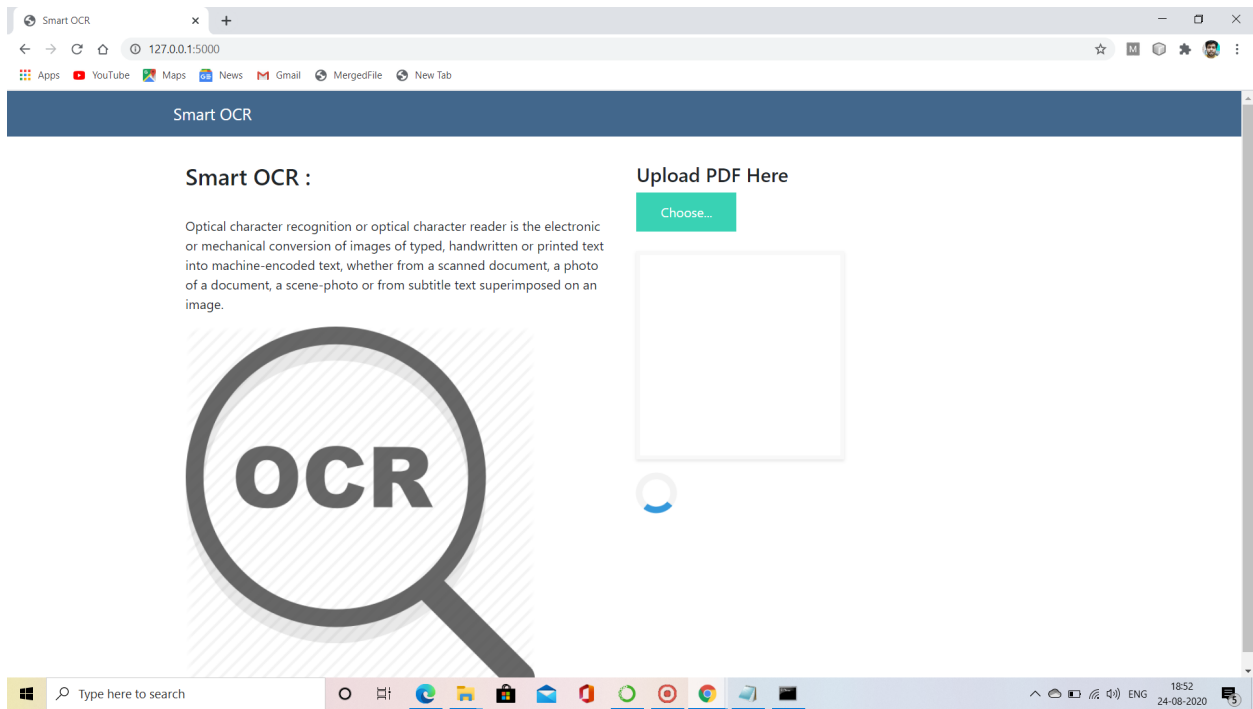 Smart OCR
127.0.0.1:5000
M
Apps
YouTube
Maps
GB
News
Gmail
MergedFile
New Tab
Smart OCR
Smart OCR :
Optical character recognition or optical character reader is the electronic
or mechanical conversion of images of typed, handwritten or printed text
into machine-encoded text, whether from a scanned document, a photo
of a document, a scene-photo or from subtitle text superimposed on an
image.
OCR
Upload PDF Here
Choose...
Type here to search
ENG
18:52
24-08-2020
5